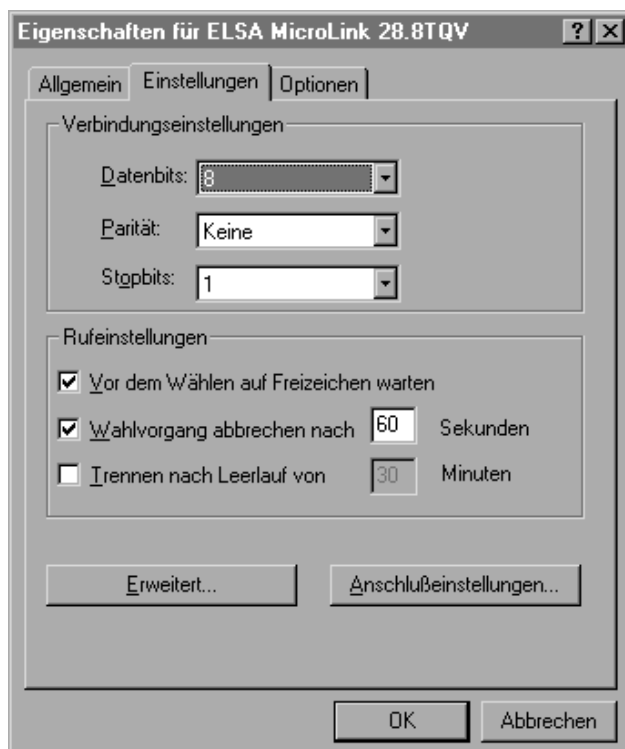 Eigenschaften für ELSA MicroLink 28.8TQV
Allgemein Einstellungen Optionen
Verbindungseinstellungen
Datenbits: 8
Parität: Keine
Stopbits: 1
Rufeinstellungen
Vor dem Wählen auf Freizeichen warten
Wahlvorgang abbrechen nach 60 Sekunden
Trennen nach Leerlauf von 30 Minuten
Erweitert... Anschlußeinstellungen...
OK Abbrechen